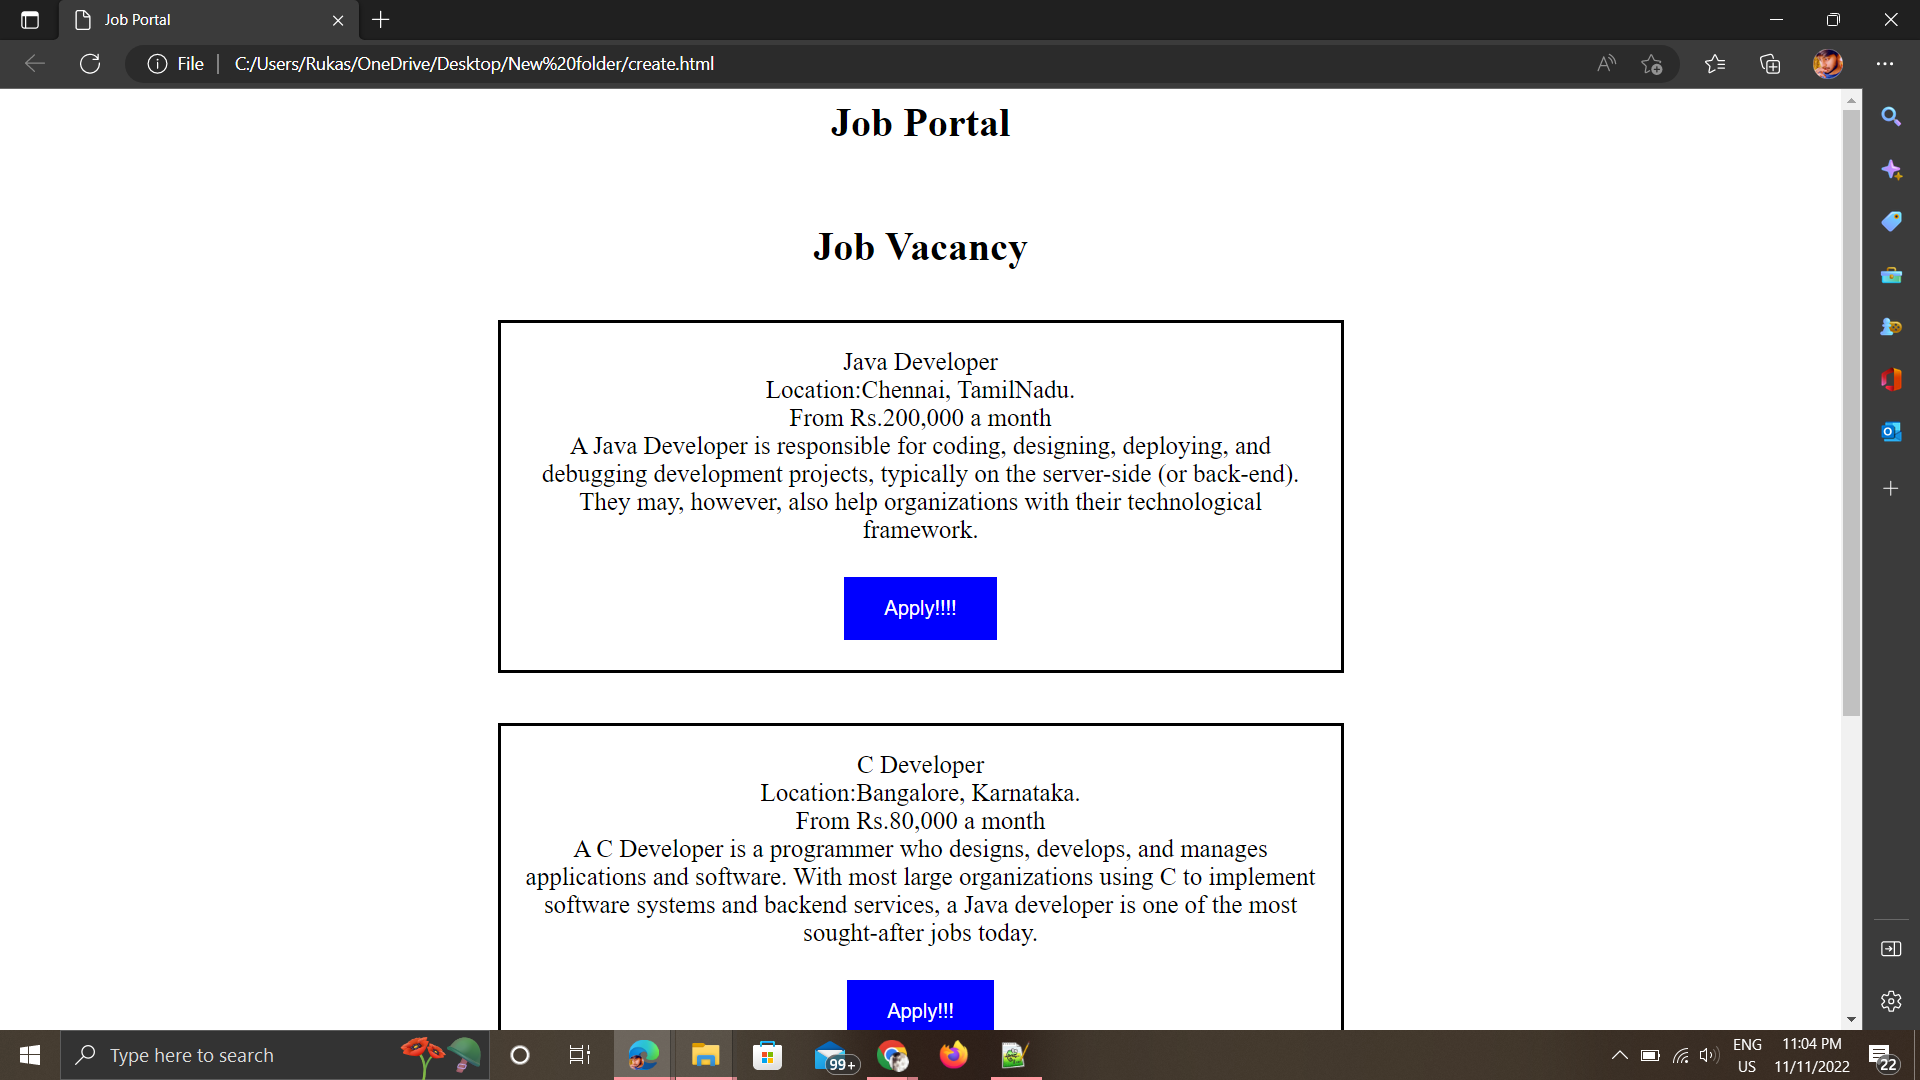 Job Portal
File
C:/Users/Rukas/OneDrive/Desktop/New%20folder/create.html
Job Portal
Job Vacancy
Java Developer
Location:Chennai, TamilNadu.
From Rs.200,000 a month
A Java Developer is responsible for coding, designing, deploying, and
debugging development projects, typically on the server-side (or back-end).
They may, however, also help organizations with their technological
framework.
Apply!!!!
C Developer
Location:Bangalore, Karnataka.
From Rs.80,000 a month
A C Developer is a programmer who designs, develops, and manages
applications and software. With most large organizations using C to implement
software systems and backend services, a Java developer is one of the most
sought-after jobs today.
Apply!!!
Type here to search
99+
ENG
US
11:04 PM
11/11/2022
22